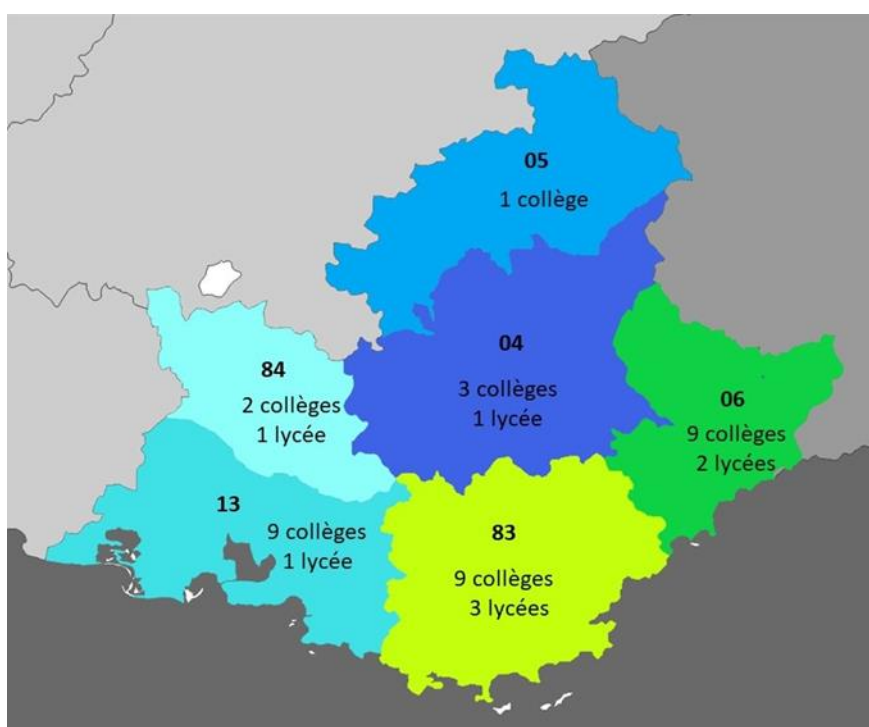 05
1 collège
04
3 collèges
1 lycée
84
2 collèges
1 lycée
06
9 collèges
2 lycées
13
9 collèges
1 lycée
83
9 collèges
3 lycées